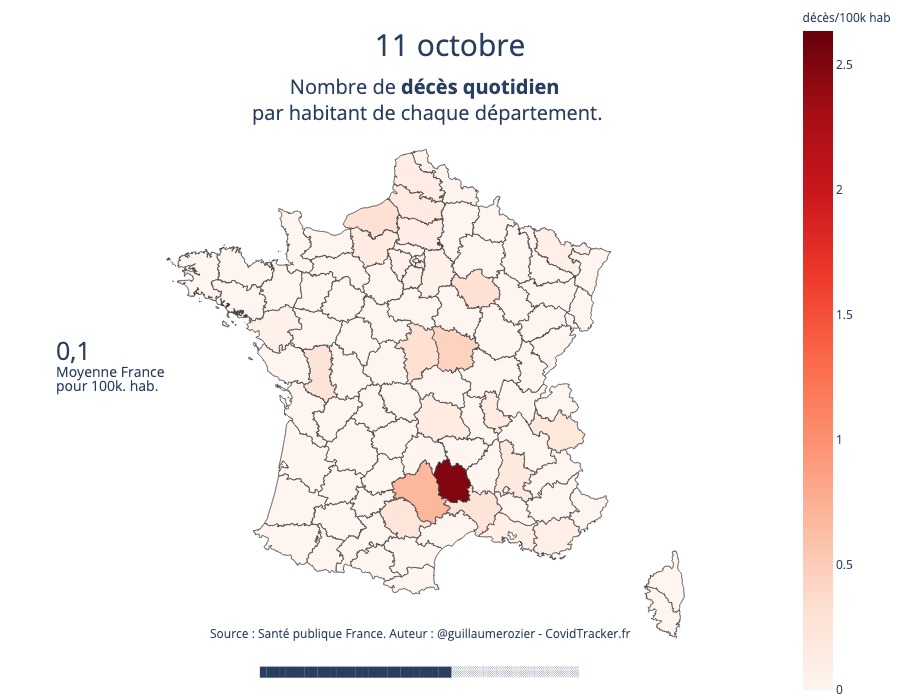 décès/100k hab
11 octobre
Nombre de décès quotidien
par habitant de chaque département.
2.5
2
1.5
1
0.5
0
0,1
Moyenne France
pour 100k. hab.
Source : Santé publique France. Auteur : @guillaumerozier - CovidTracker.fr